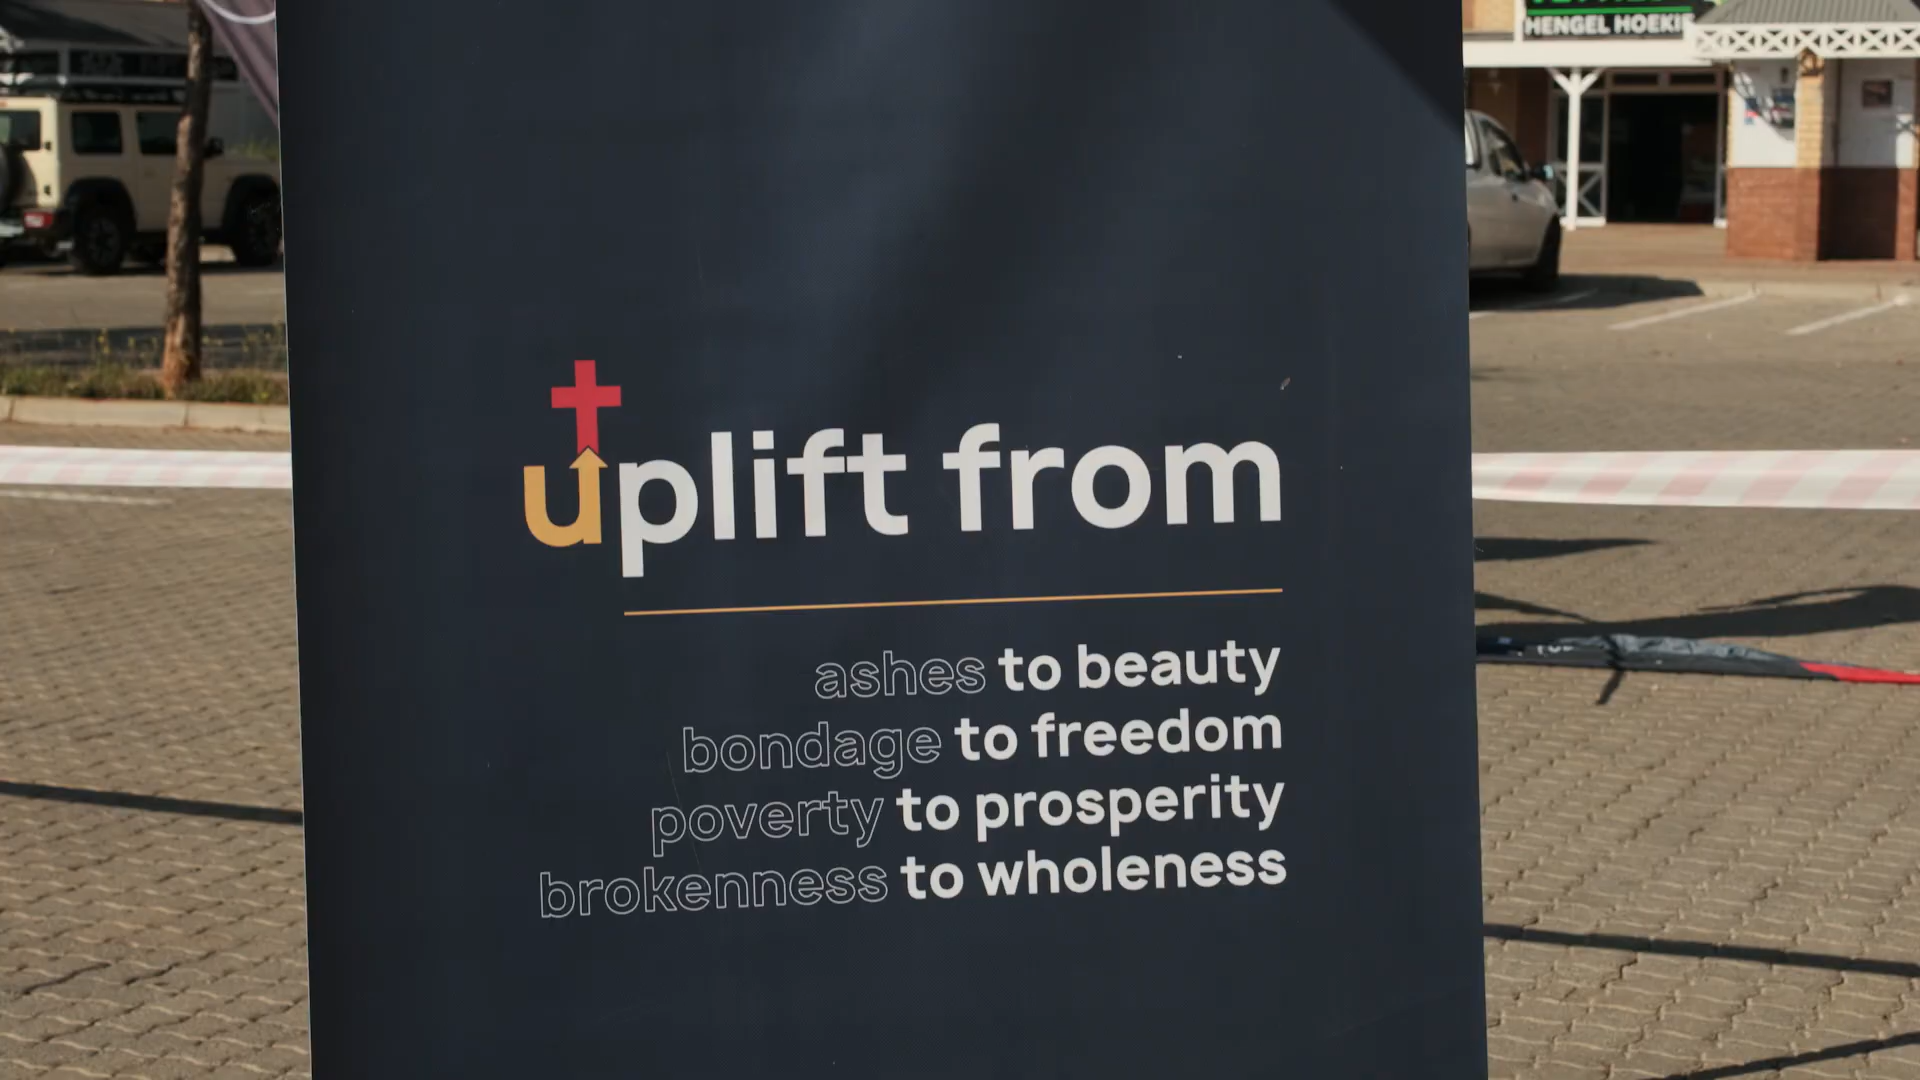 HENGEL HOEKIE
uplift from
ashes to beauty
bondage to freedom
poverty to prosperity
brokenness to wholeness